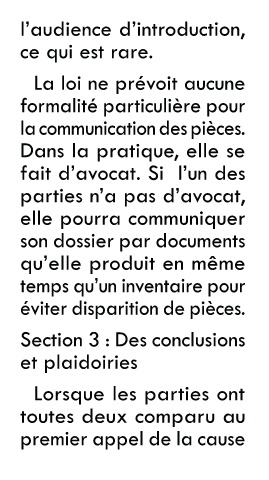 l'audience d'introduction,
ce qui est rare.
La loi ne prévoit aucune
formalité particulière pour
la communication des pièces.
Dans la pratique, elle se
fait d'avocat. Si l'un des
parties n'a pas d'avocat,
elle pourra communiquer
son dossier par documents
qu'elle produit en même
temps qu'un inventaire pour
éviter disparition de pièces.
Section 3 : Des conclusions
et plaidoiries
Lorsque les parties ont
toutes deux comparu au
premier appel de la cause